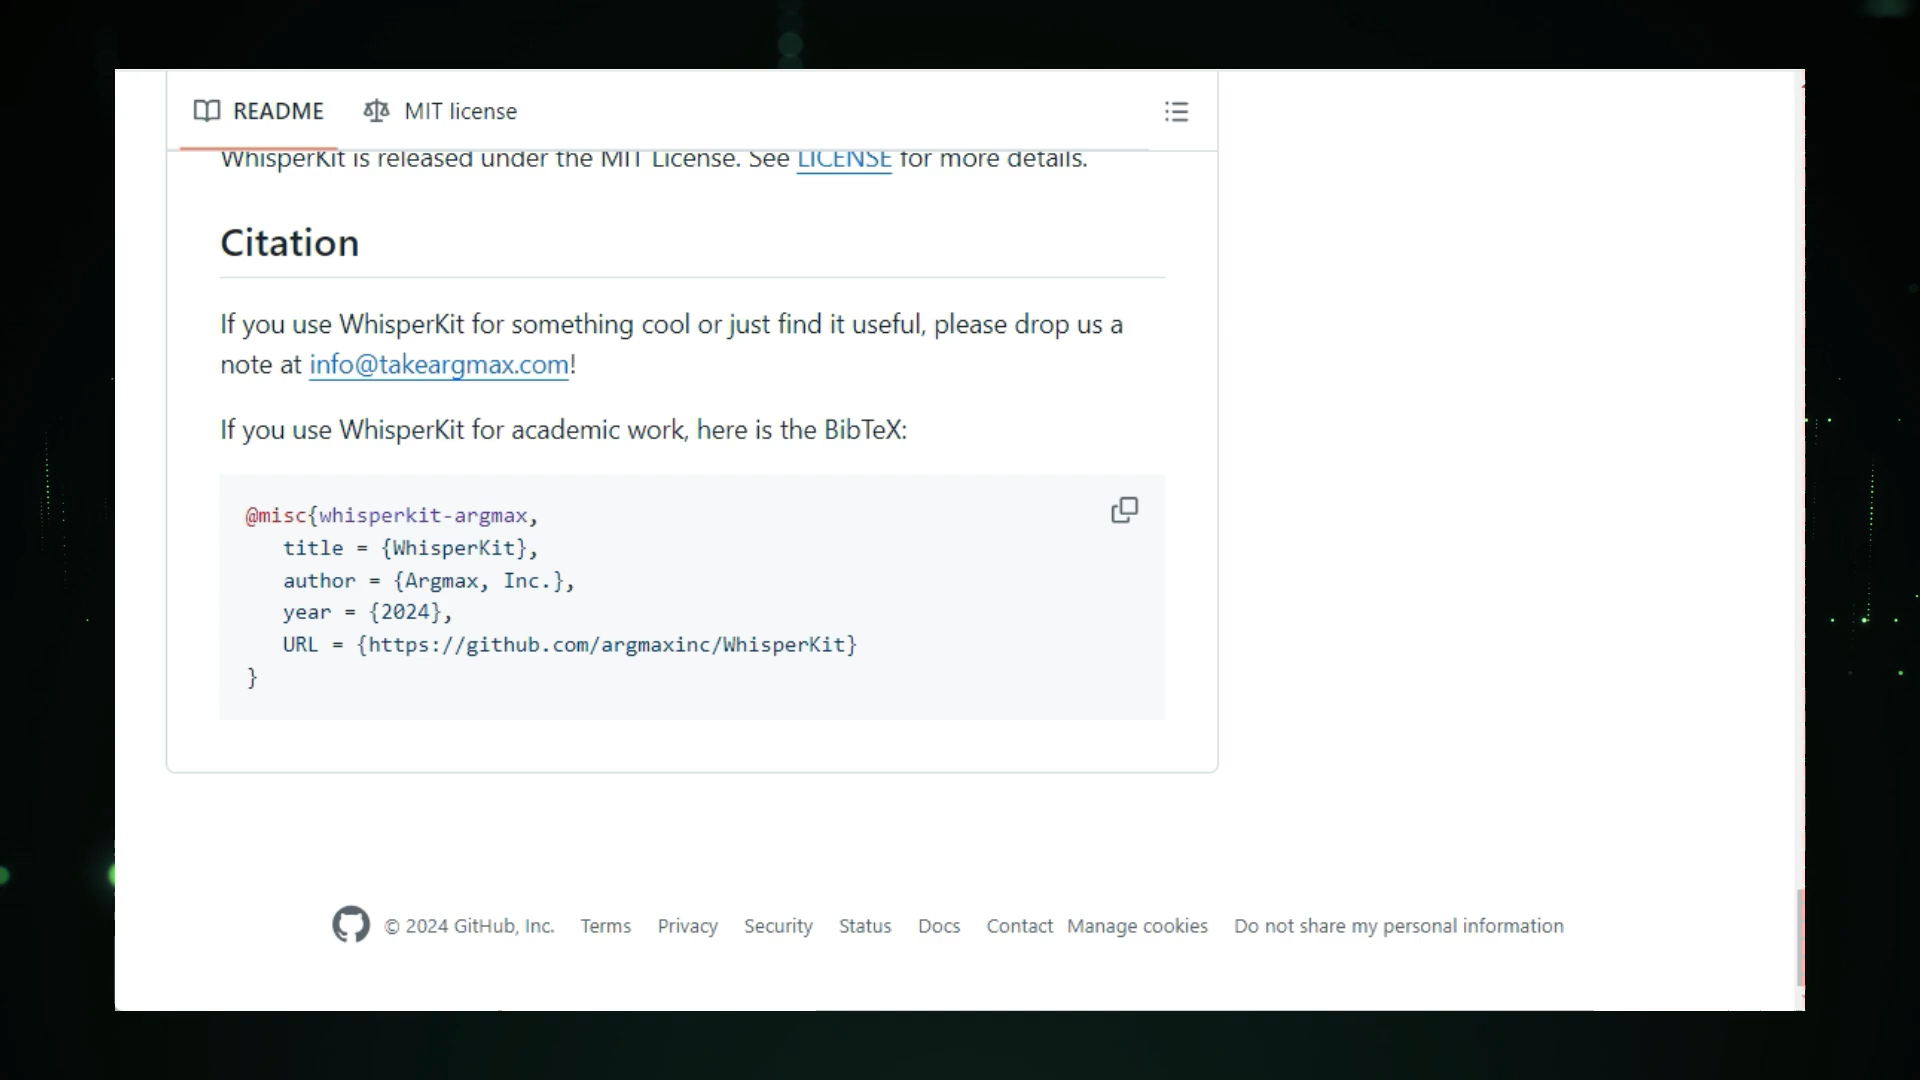 README MIT license
WhisperKit is released under the MIT License. See LICENSE for more details.
Citation
If you use WhisperKit for something cool or just find it useful, please drop us a
note at info@takeargmax.com!
If you use WhisperKit for academic work, here is the BibTeX:
@misc{whisperkit-argmax,
title = {WhisperKit},
author = {Argmax, Inc.},
year = {2024},
URL = {https://github.com/argmaxinc/WhisperKit}
}
© 2024 GitHub, Inc. Terms Privacy Security Status Docs Contact Manage cookies Do not share my personal information